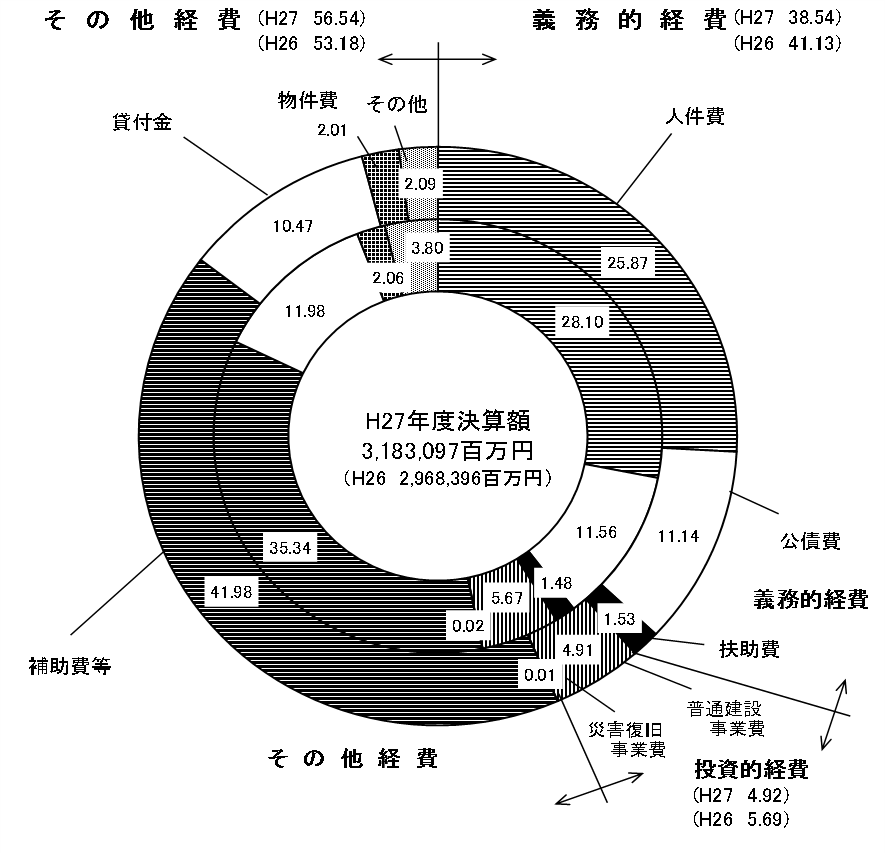 その他経費（H27 56.54）
（H26 53.18）
義務的経費（H27 38.54）
（H26 41.13）
物件費
2.01
その他
貸付金
人件費
2.09
10.47
3.80
25.87
2.06
11.98
28.10
H27年度決算額
3,183,097百万円
（H26 2,968,396百万円）
11.56
11.14
公債費
35.34
41.98
1.48
5.67
0.02
1.53
4.91
0.01
義務的経費
扶助費
補助費等
普通建設
事業費
災害復旧
事業費
その他経費
投資的経費
（H27 4.92）
（H26 5.69）